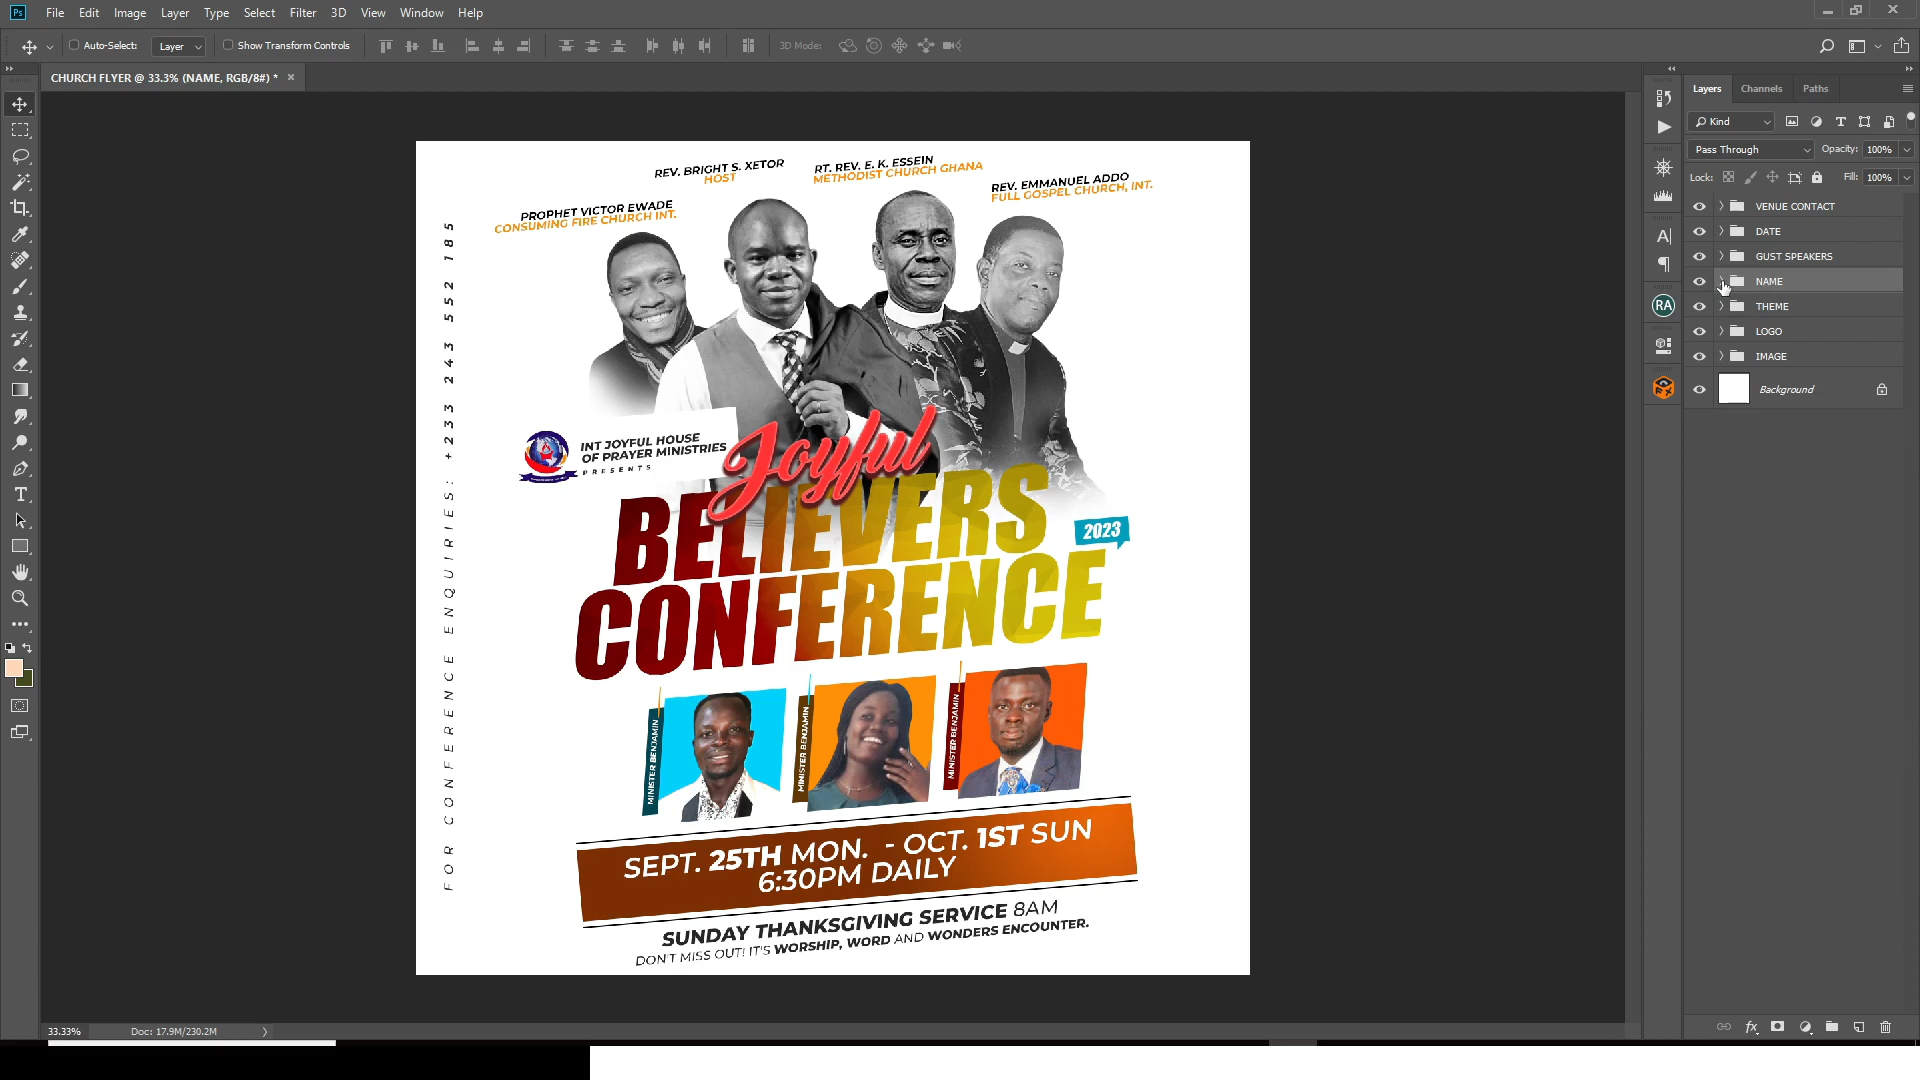 Ps File Edit Image Layer Type Select Filter 3D View Window Help
Auto-Select: Layer Show Transform Controls 3D Mode:
CHURCH FLYER @ 33.3% (NAME, RGB/8#) * ×
REV. BRIGHT S. XETOR
HOST
RT. REV. E. K. ESSEIN
METHODIST CHURCH GHANA
REV. EMMANUEL ADDO
FULL GOSPEL CHURCH, INT.
PROPHET VICTOR EWADE
CONSUMING FIRE CHURCH INT.
FOR CONFERENCE ENQUIRIES: +233 243 552 185
INT JOYFUL HOUSE
OF PRAYER MINISTRIES
PRESENTS
Joyful
BELIEVERS
2023
CONFERENCE
MINISTER BENJAMIN
MINISTER BENJAMIN
MINISTER BENJAMIN
SEPT. 25TH MON. - OCT. 1ST SUN
6:30PM DAILY
SUNDAY THANKSGIVING SERVICE 8AM
DON'T MISS OUT! IT'S WORSHIP, WORD AND WONDERS ENCOUNTER.
33.33% Doc: 17.9M/230.2M
Layers Channels Paths
Kind
Pass Through Opacity: 100%
Lock: Fill: 100%
VENUE CONTACT
DATE
GUST SPEAKERS
NAME
THEME
LOGO
IMAGE
Background
RA
fx